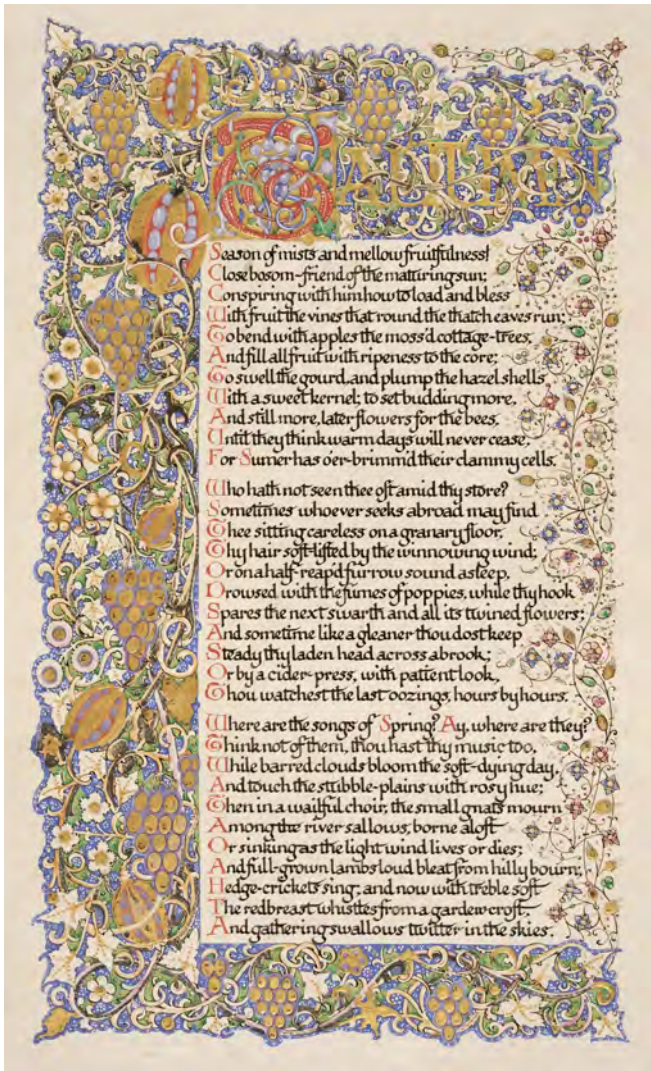 To AUTUMN
Season of mists and mellow fruitfulness!
Close bosom-friend of the maturing sun;
Conspiring with him how to load and bless
With fruit the vines that round the thatch eaves run;
To bend with apples the moss'd cottage-trees,
And fill all fruit with ripeness to the core;
To swell the gourd, and plump the hazel shells
With a sweet kernel; to set budding more,
And still more, later flowers for the bees,
Until they think warm days will never cease,
For Sumer has o'er-brimm'd their clammy cells.
Who hath not seen thee oft amid thy store?
Sometimes whoever seeks abroad may find
Thee sitting careless on a granary floor,
Thy hair soft-lifted by the winnowing wind;
Or on a half-reap'd furrow sound asleep,
Drowsed with the fumes of poppies, while thy hook
Spares the next swarth and all its twined flowers;
And sometime like a gleaner thou dost keep
Steady thy laden head across a brook;
Or by a cider-press, with patient look,
Thou watchest the last oozings, hours by hours.
Where are the songs of Spring? Ay, where are they?
Think not of them, thou hast thy music too,
While barred clouds bloom the soft-dying day,
And touch the stubble-plains with rosy hue;
Then in a wailful choir, the small gnats mourn
Among the river sallows, borne aloft
Or sinking as the light wind lives or dies;
And full-grown lambs loud bleat from hilly bourn;
Hedge-crickets sing; and now with treble soft
The redbreast whistles from a garden-croft,
And gathering swallows twitter in the skies.